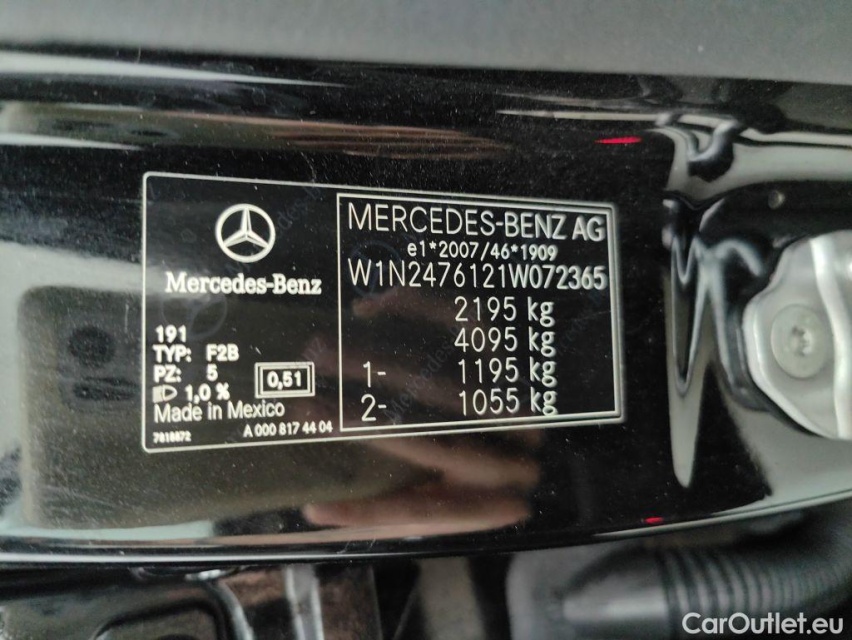 Mercedes-Benz
191
TYP: F2B
PZ: 5
1,0 %
0,51
Made in Mexico
7818872
A 000 817 44 04
MERCEDES-BENZ AG
e1*2007/46*1909
W1N2476121W072365
2195 kg
4095 kg
1- 1195 kg
2- 1055 kg
CarOutlet.eu